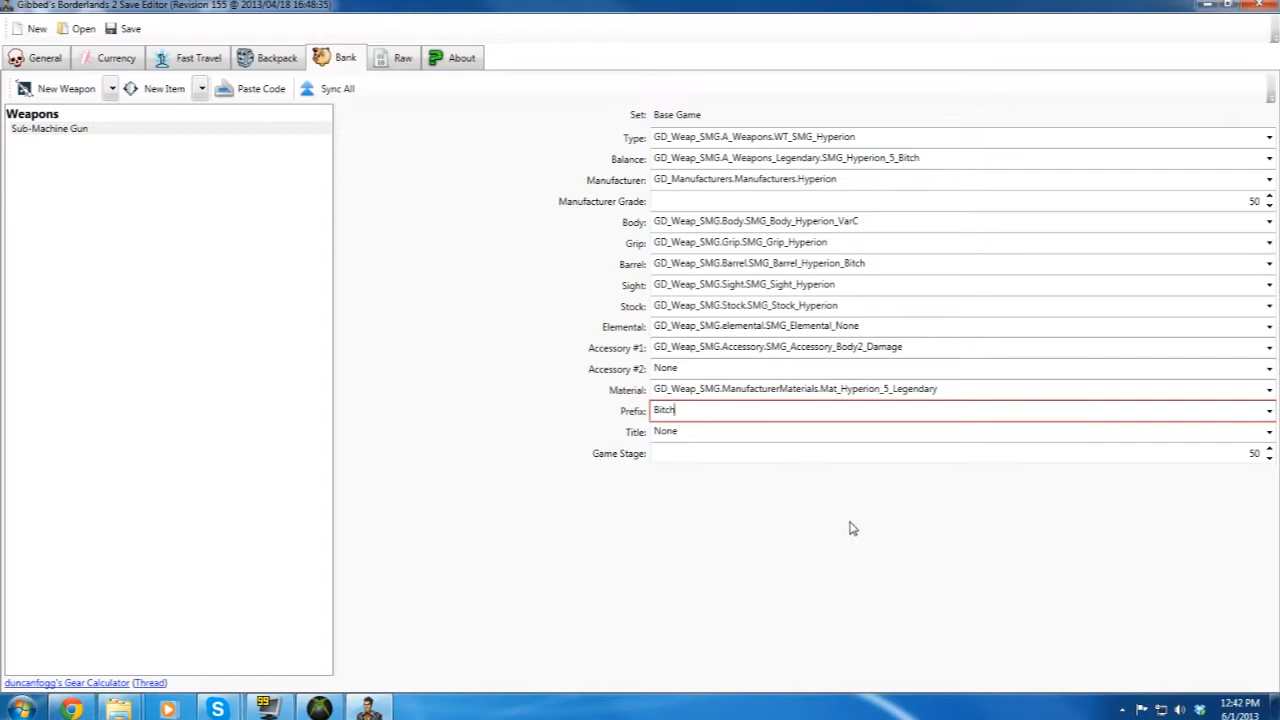 Gibbed's Borderlands 2 Save Editor (Revision 155 @ 2013/04/18 16:48:35)
New Open Save
General Currency Fast Travel Backpack Bank Raw About
New Weapon New Item Paste Code Sync All
Weapons
Sub-Machine Gun
Set: Base Game
Type: GD_Weap_SMG.A_Weapons.WT_SMG_Hyperion
Balance: GD_Weap_SMG.A_Weapons_Legendary.SMG_Hyperion_5_Bitch
Manufacturer: GD_Manufacturers.Manufacturers.Hyperion
Manufacturer Grade: 50
Body: GD_Weap_SMG.Body.SMG_Body_Hyperion_VarC
Grip: GD_Weap_SMG.Grip.SMG_Grip_Hyperion
Barrel: GD_Weap_SMG.Barrel.SMG_Barrel_Hyperion_Bitch
Sight: GD_Weap_SMG.Sight.SMG_Sight_Hyperion
Stock: GD_Weap_SMG.Stock.SMG_Stock_Hyperion
Elemental: GD_Weap_SMG.elemental.SMG_Elemental_None
Accessory #1: GD_Weap_SMG.Accessory.SMG_Accessory_Body2_Damage
Accessory #2: None
Material: GD_Weap_SMG.ManufacturerMaterials.Mat_Hyperion_5_Legendary
Prefix: Bitch
Title: None
Game Stage: 50
duncanfogg's Gear Calculator (Thread)
99
12:42 PM
6/1/2013